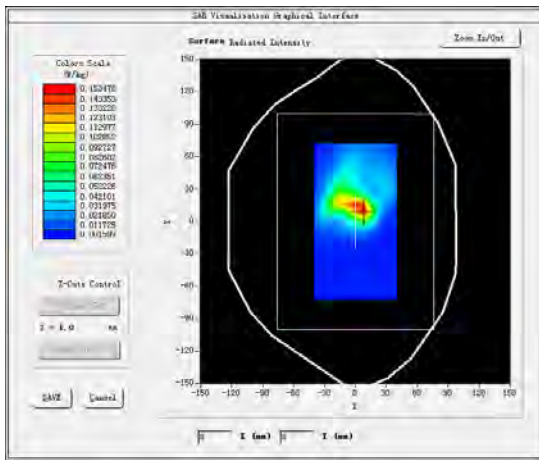 SAR Visualisation Graphical Interface
Surface Radiated Intensity
Zoom In/Out
Colors Scale
(W/kg)
0.153478
0.143353
0.133228
0.123103
0.112977
0.102852
0.092727
0.082602
0.072476
0.062351
0.052226
0.042101
0.031975
0.021850
0.011725
0.001599
150
120
90
60
30
0
-30
-60
-90
-120
-150
Y
-150 -120 -90 -60 -30 0 30 60 90 120 150
X
Z-Cuts Control
mm
SAVE
Cancel
X (mm)
Y (mm)